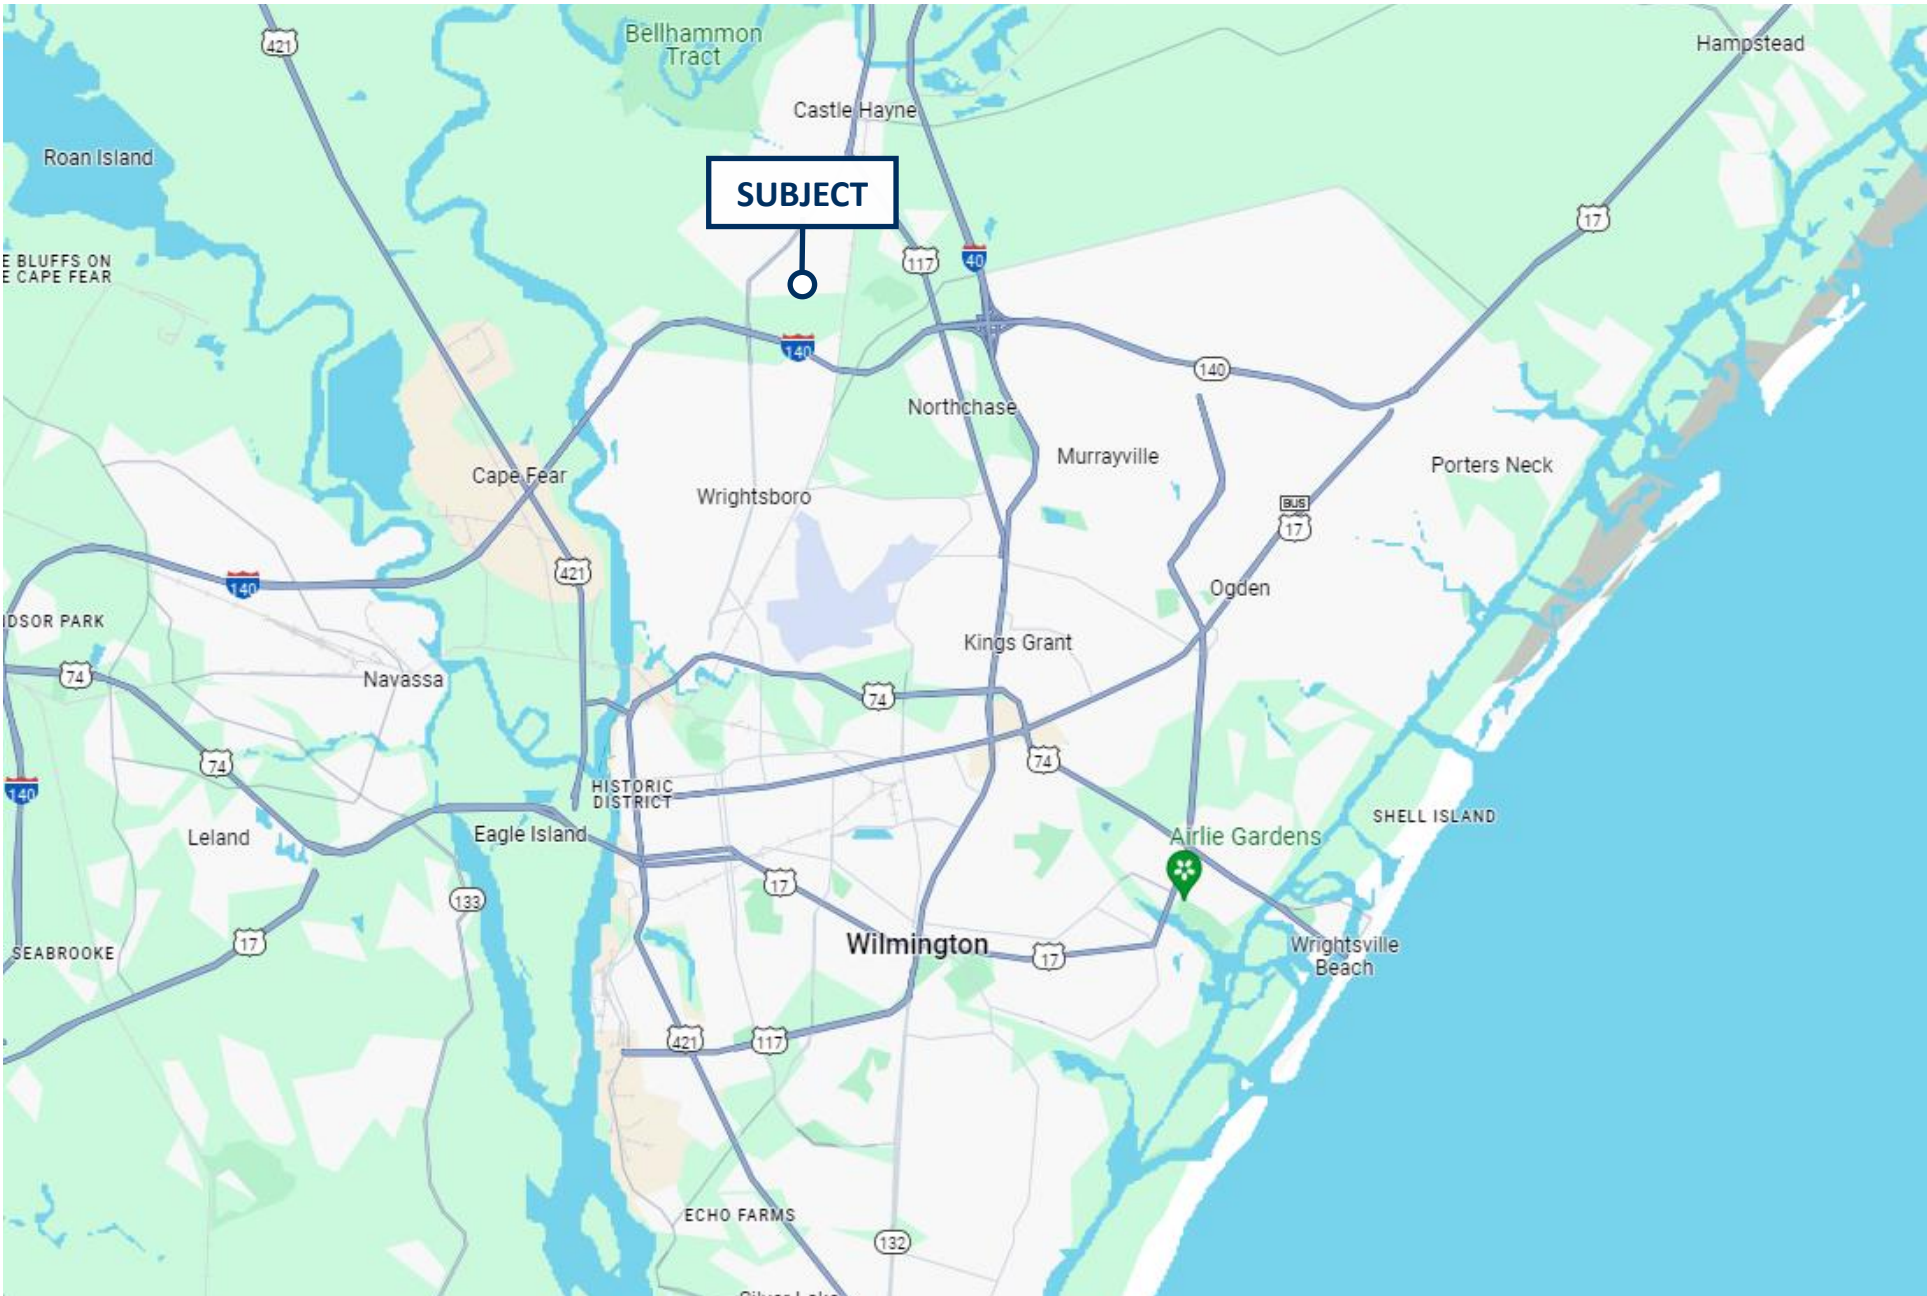 421
Bellhammon
Tract
Hampstead
Castle Hayne
Roan Island
SUBJECT
17
117
40
E BLUFFS ON
E CAPE FEAR
140
140
Northchase
Murrayville
Porters Neck
Cape Fear
Wrightsboro
BUS
17
421
140
Ogden
DSOR PARK
Kings Grant
74
Navassa
74
74
74
140
HISTORIC
DISTRICT
SHELL ISLAND
Leland
Eagle Island
Airlie Gardens
17
133
17
SEABROOKE
Wilmington
17
Wrightsville
Beach
421
117
ECHO FARMS
132